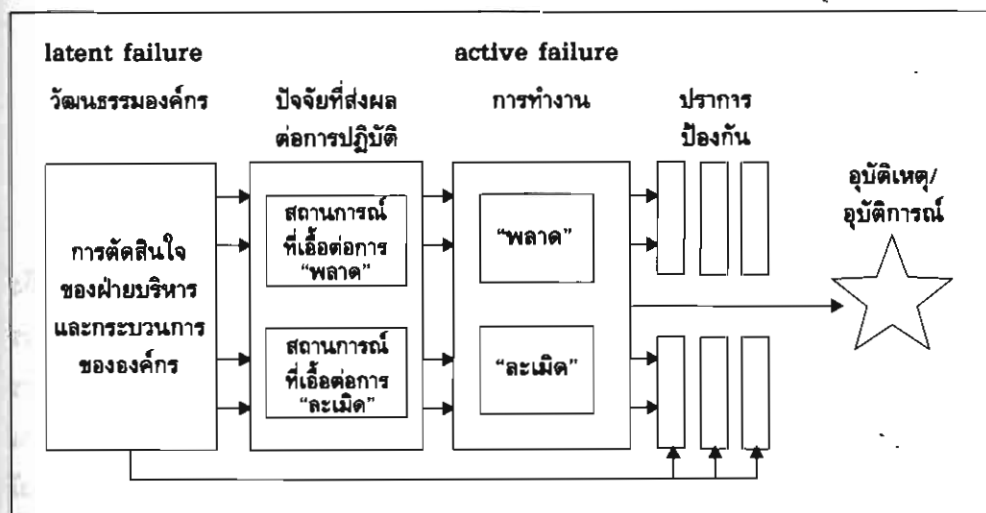 latent failure
active failure
วัฒนธรรมองค์กร
ปัจจัยที่ส่งผล
ต่อการปฏิบัติ
การทำงาน
ปราการ
ป้องกัน
อุบัติเหตุ/
อุบัติการณ์
การตัดสินใจ
ของฝ่ายบริหาร
และกระบวนการ
ขององค์กร
สถานการณ์
ที่เอื้อต่อการ
“พลาด”
สถานการณ์
ที่เอื้อต่อการ
“ละเมิด”
“พลาด”
“ละเมิด”